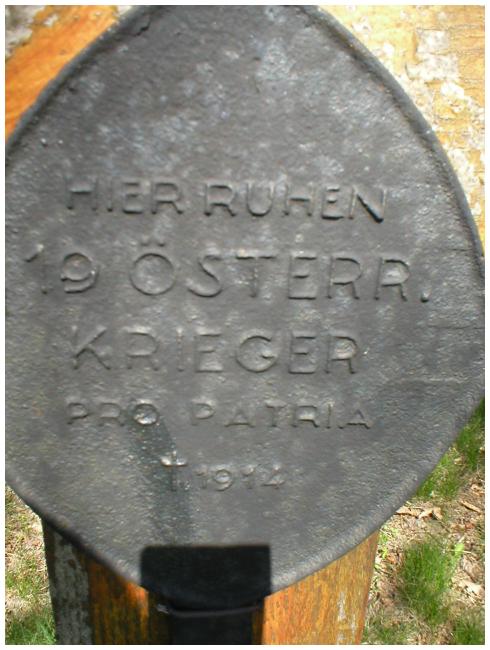 HIER RUHEN
19 ÖSTERR.
KRIEGER
PRO PATRIA
†.1914